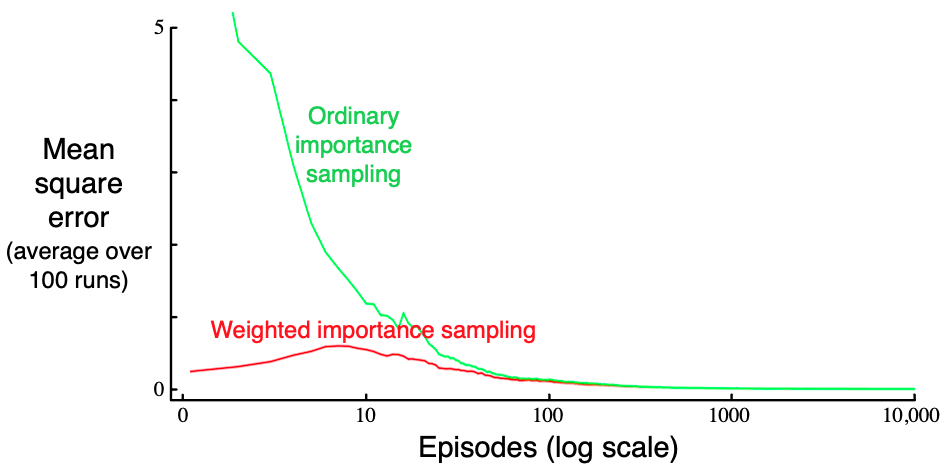 5
Ordinary
importance
sampling
Mean
square
error
(average over
100 runs)
Weighted importance sampling
0
0 10 100 1000 10,000
Episodes (log scale)